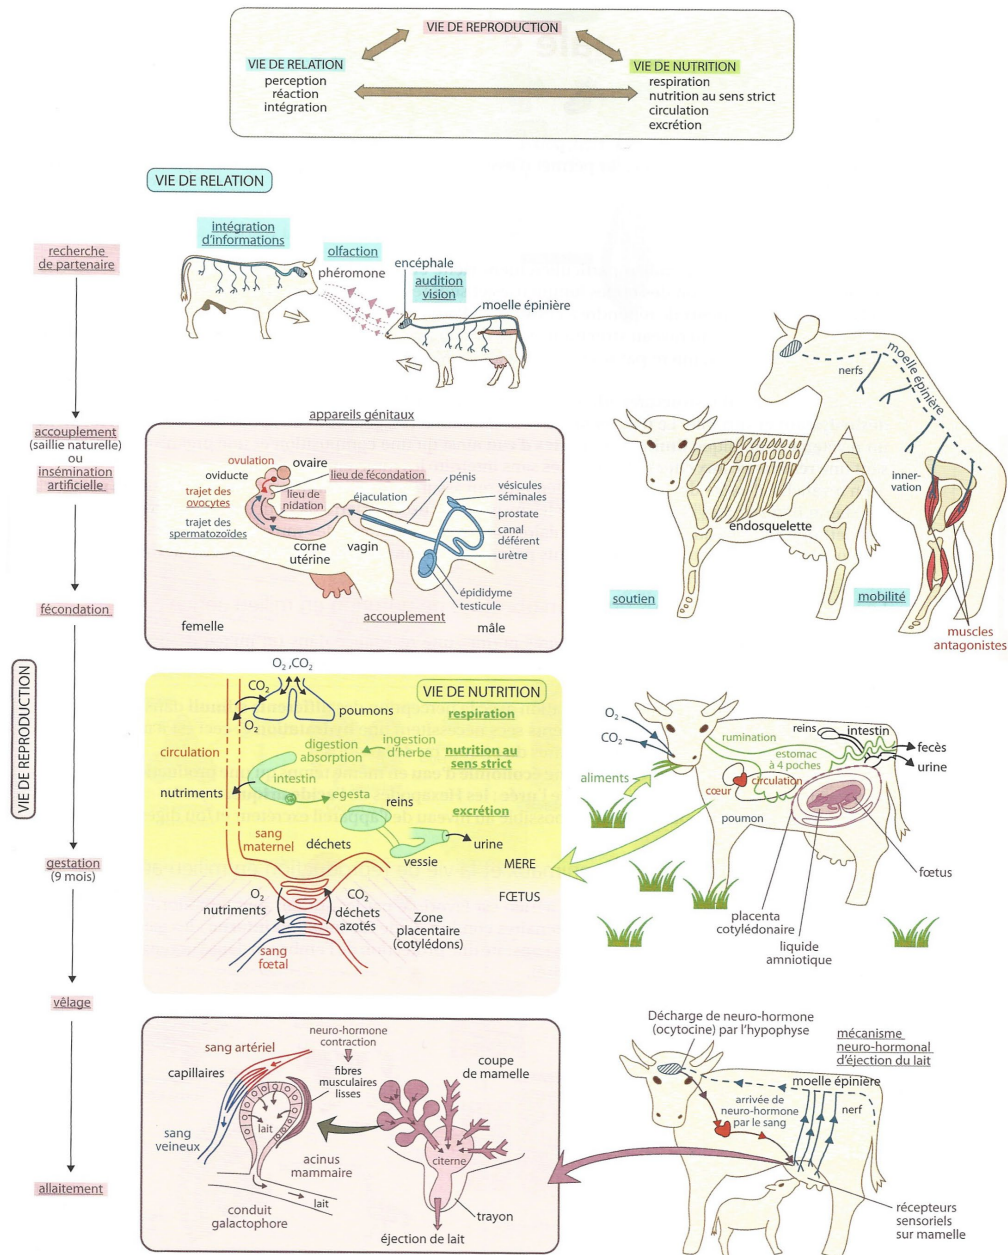 VIE DE REPRODUCTION
VIE DE RELATION
perception
réaction
intégration
VIE DE NUTRITION
respiration
nutrition au sens strict
circulation
excrétion
VIE DE RELATION
VIE DE REPRODUCTION
recherche
de partenaire
accouplement
(saillie naturelle)
ou
insémination
artificielle
fécondation
gestation
(9 mois)
vêlage
allaitement
intégration
d'informations
olfaction
phéromone
encéphale
audition
vision
moelle épinière
appareils génitaux
ovulation
ovaire
oviducte
lieu de fécondation
trajet des
ovocytes
lieu de
nidation
trajet des
spermatozoïdes
éjaculation
pénis
vésicules
séminales
prostate
canal
déférent
urètre
corne
utérine
vagin
épididyme
testicule
accouplement
femelle
mâle
nerfs
moelle épinière
inner-
vation
endosquelette
soutien
mobilité
muscles
antagonistes
VIE DE NUTRITION
O2 ,CO2
CO2
O2
poumons
respiration
circulation
digestion
absorption
ingestion
d'herbe
nutrition au
sens strict
nutriments
intestin
egesta
reins
excrétion
sang
maternel
déchets
urine
vessie
MERE
FŒTUS
O2
nutriments
CO2
déchets
azotés
Zone
placentaire
(cotylédons)
sang
fœtal
O2
CO2
rumination
reins
intestin
estomac
à 4 poches
fecès
urine
aliments
circulation
cœur
poumon
fœtus
placenta
cotylédonaire
liquide
amniotique
neuro-hormone
contraction
sang artériel
capillaires
fibres
musculaires
lisses
coupe
de mamelle
lait
sang
veineux
acinus
mammaire
citerne
lait
conduit
galactophore
trayon
éjection de lait
Décharge de neuro-hormone
(ocytocine) par l'hypophyse
mécanisme
neuro-hormonal
d'éjection du lait
moelle épinière
arrivée de
neuro-hormone
par le sang
nerf
récepteurs
sensoriels
sur mamelle